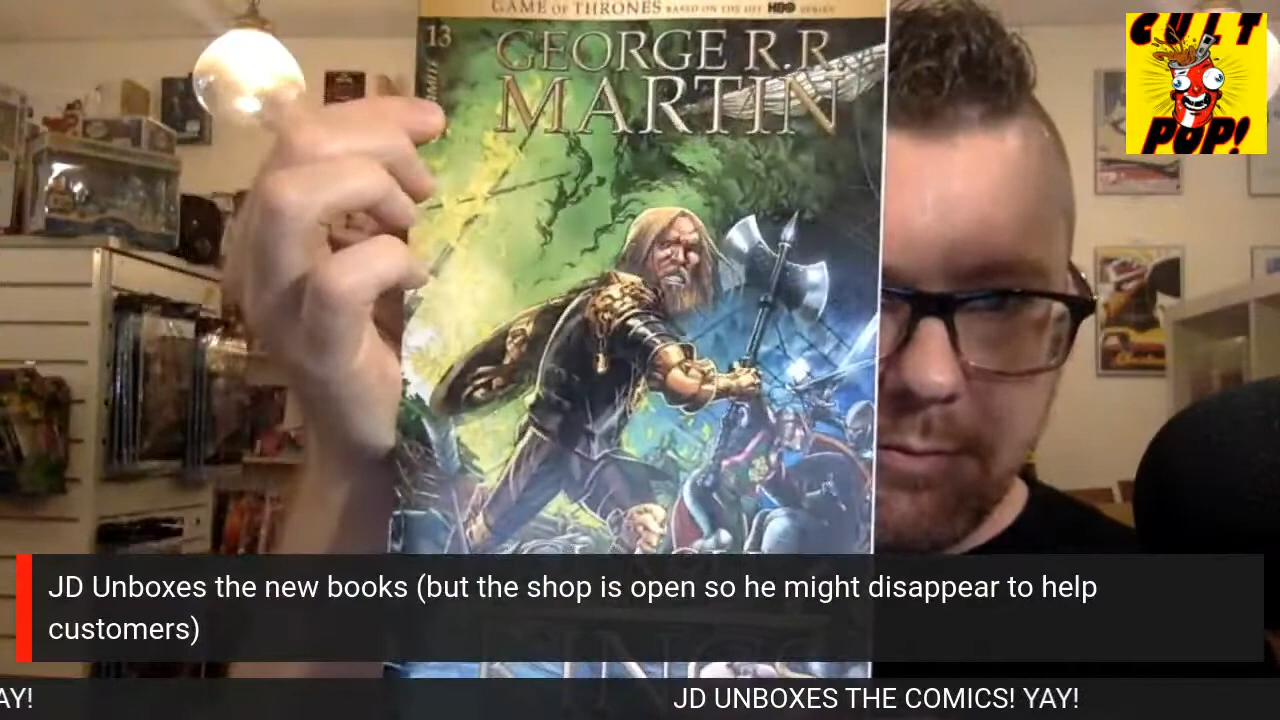 GAME OF THRONES BASED ON THE HIT HBO SERIES
13
GEORGE R.R.
MARTIN
KINGS
CULT
POP!
JD Unboxes the new books (but the shop is open so he might disappear to help
customers)
AY!
JD UNBOXES THE COMICS! YAY!